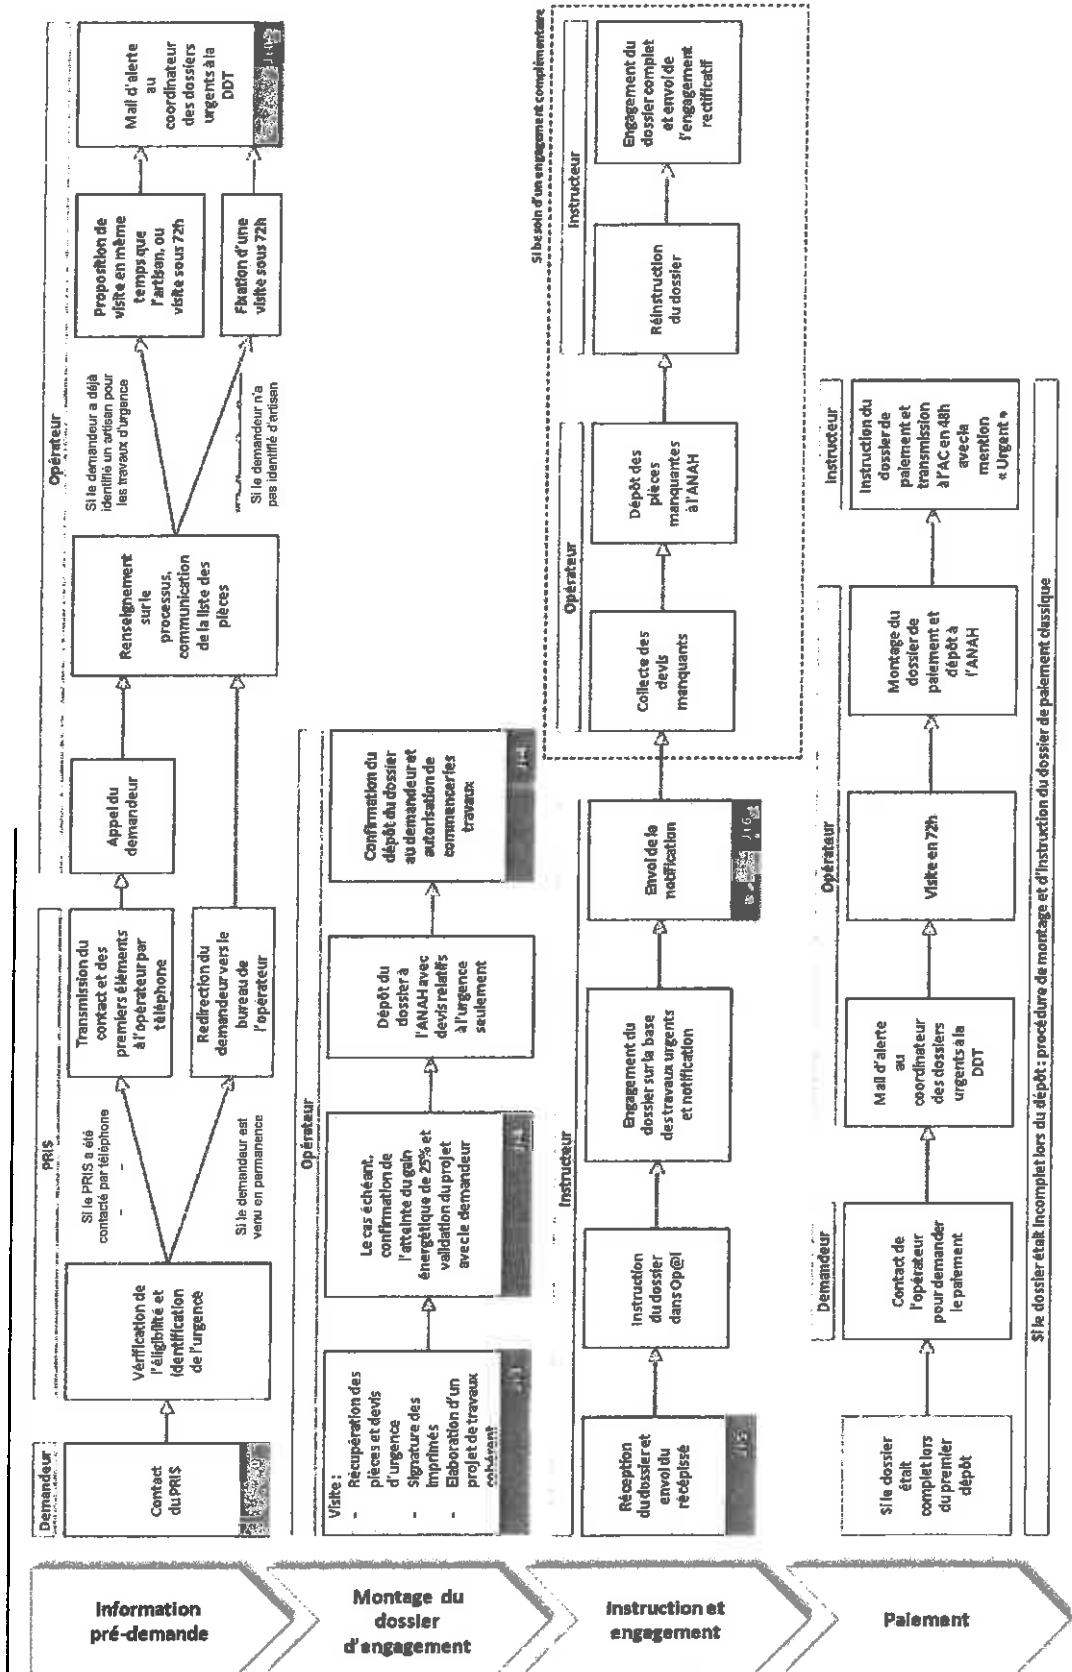 Information
pré-demande
Demandeur
Contact
du PRIS
PRIS
Vérification de
l'éligibilité et
identification
de l'urgence
Si le PRIS a été
contacté par téléphone
Si le demandeur est
venu en permanence
Transmission du
contact et des
premiers éléments
à l'opérateur par
téléphone
Redirection du
demandeur vers le
bureau de
l'opérateur
Opérateur
Appel du
demandeur
Renseignement
sur le
processus,
communication
de la liste des
pièces
Si le demandeur a déjà
identifié un artisan pour
les travaux d'urgence
Si le demandeur n'a
pas identifié d'artisan
Proposition de
visite en même
temps que
l'artisan, ou
visite sous 72h
Fixation d'une
visite sous 72h
Mail d'alerte
au
coordinateur
des dossiers
urgents à la
DDT
Montage du
dossier
d'engagement
Opérateur
Visite :
- Récupération des
pièces et devis
d'urgence
- Signature des
imprimés
- Elaboration d'un
projet de travaux
cohérent
Le cas échéant,
confirmation de
l'atteinte du gain
énergétique de 25% et
validation du projet
avec le demandeur
Dépôt du
dossier à
l'ANAH avec
devis relatifs
à l'urgence
seulement
Confirmation du
dépôt du dossier
au demandeur et
autorisation de
commencer les
travaux
Instruction et
engagement
Instructeur
Réception
du dossier et
envoi du
récépissé
Instruction
du dossier
dans Op@l
Engagement du
dossier sur la base
des travaux urgents
et notification
Envoi de la
notification
Si besoin d'un engagement complémentaire
Opérateur
Collecte des
devis
manquants
Dépôt des
pièces
manquantes
à l'ANAH
Instructeur
Réinstruction
du dossier
Engagement du
dossier complet
et envoi de
l'engagement
rectificatif
Paiement
Si le dossier
était
complet lors
du premier
dépôt
Demandeur
Contact de
l'opérateur
pour demander
le paiement
Opérateur
Mail d'alerte
au
coordinateur
des dossiers
urgents à la
DDT
Visite en 72h
Montage du
dossier de
paiement et
dépôt à
l'ANAH
Instructeur
Instruction du
dossier de
paiement et
transmission
à l'AC en 48h
avec la
mention
« Urgent »
Si le dossier était incomplet lors du dépôt : procédure de montage et d'instruction du dossier de paiement classique